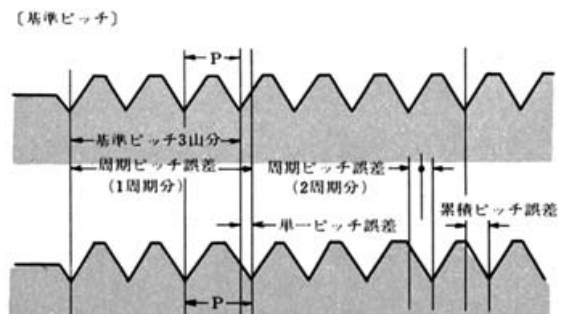 〔基準ピッチ〕
P
基準ピッチ3山分
周期ピッチ誤差
(1周期分)
周期ピッチ誤差
(2周期分)
累積ピッチ誤差
単一ピッチ誤差
P